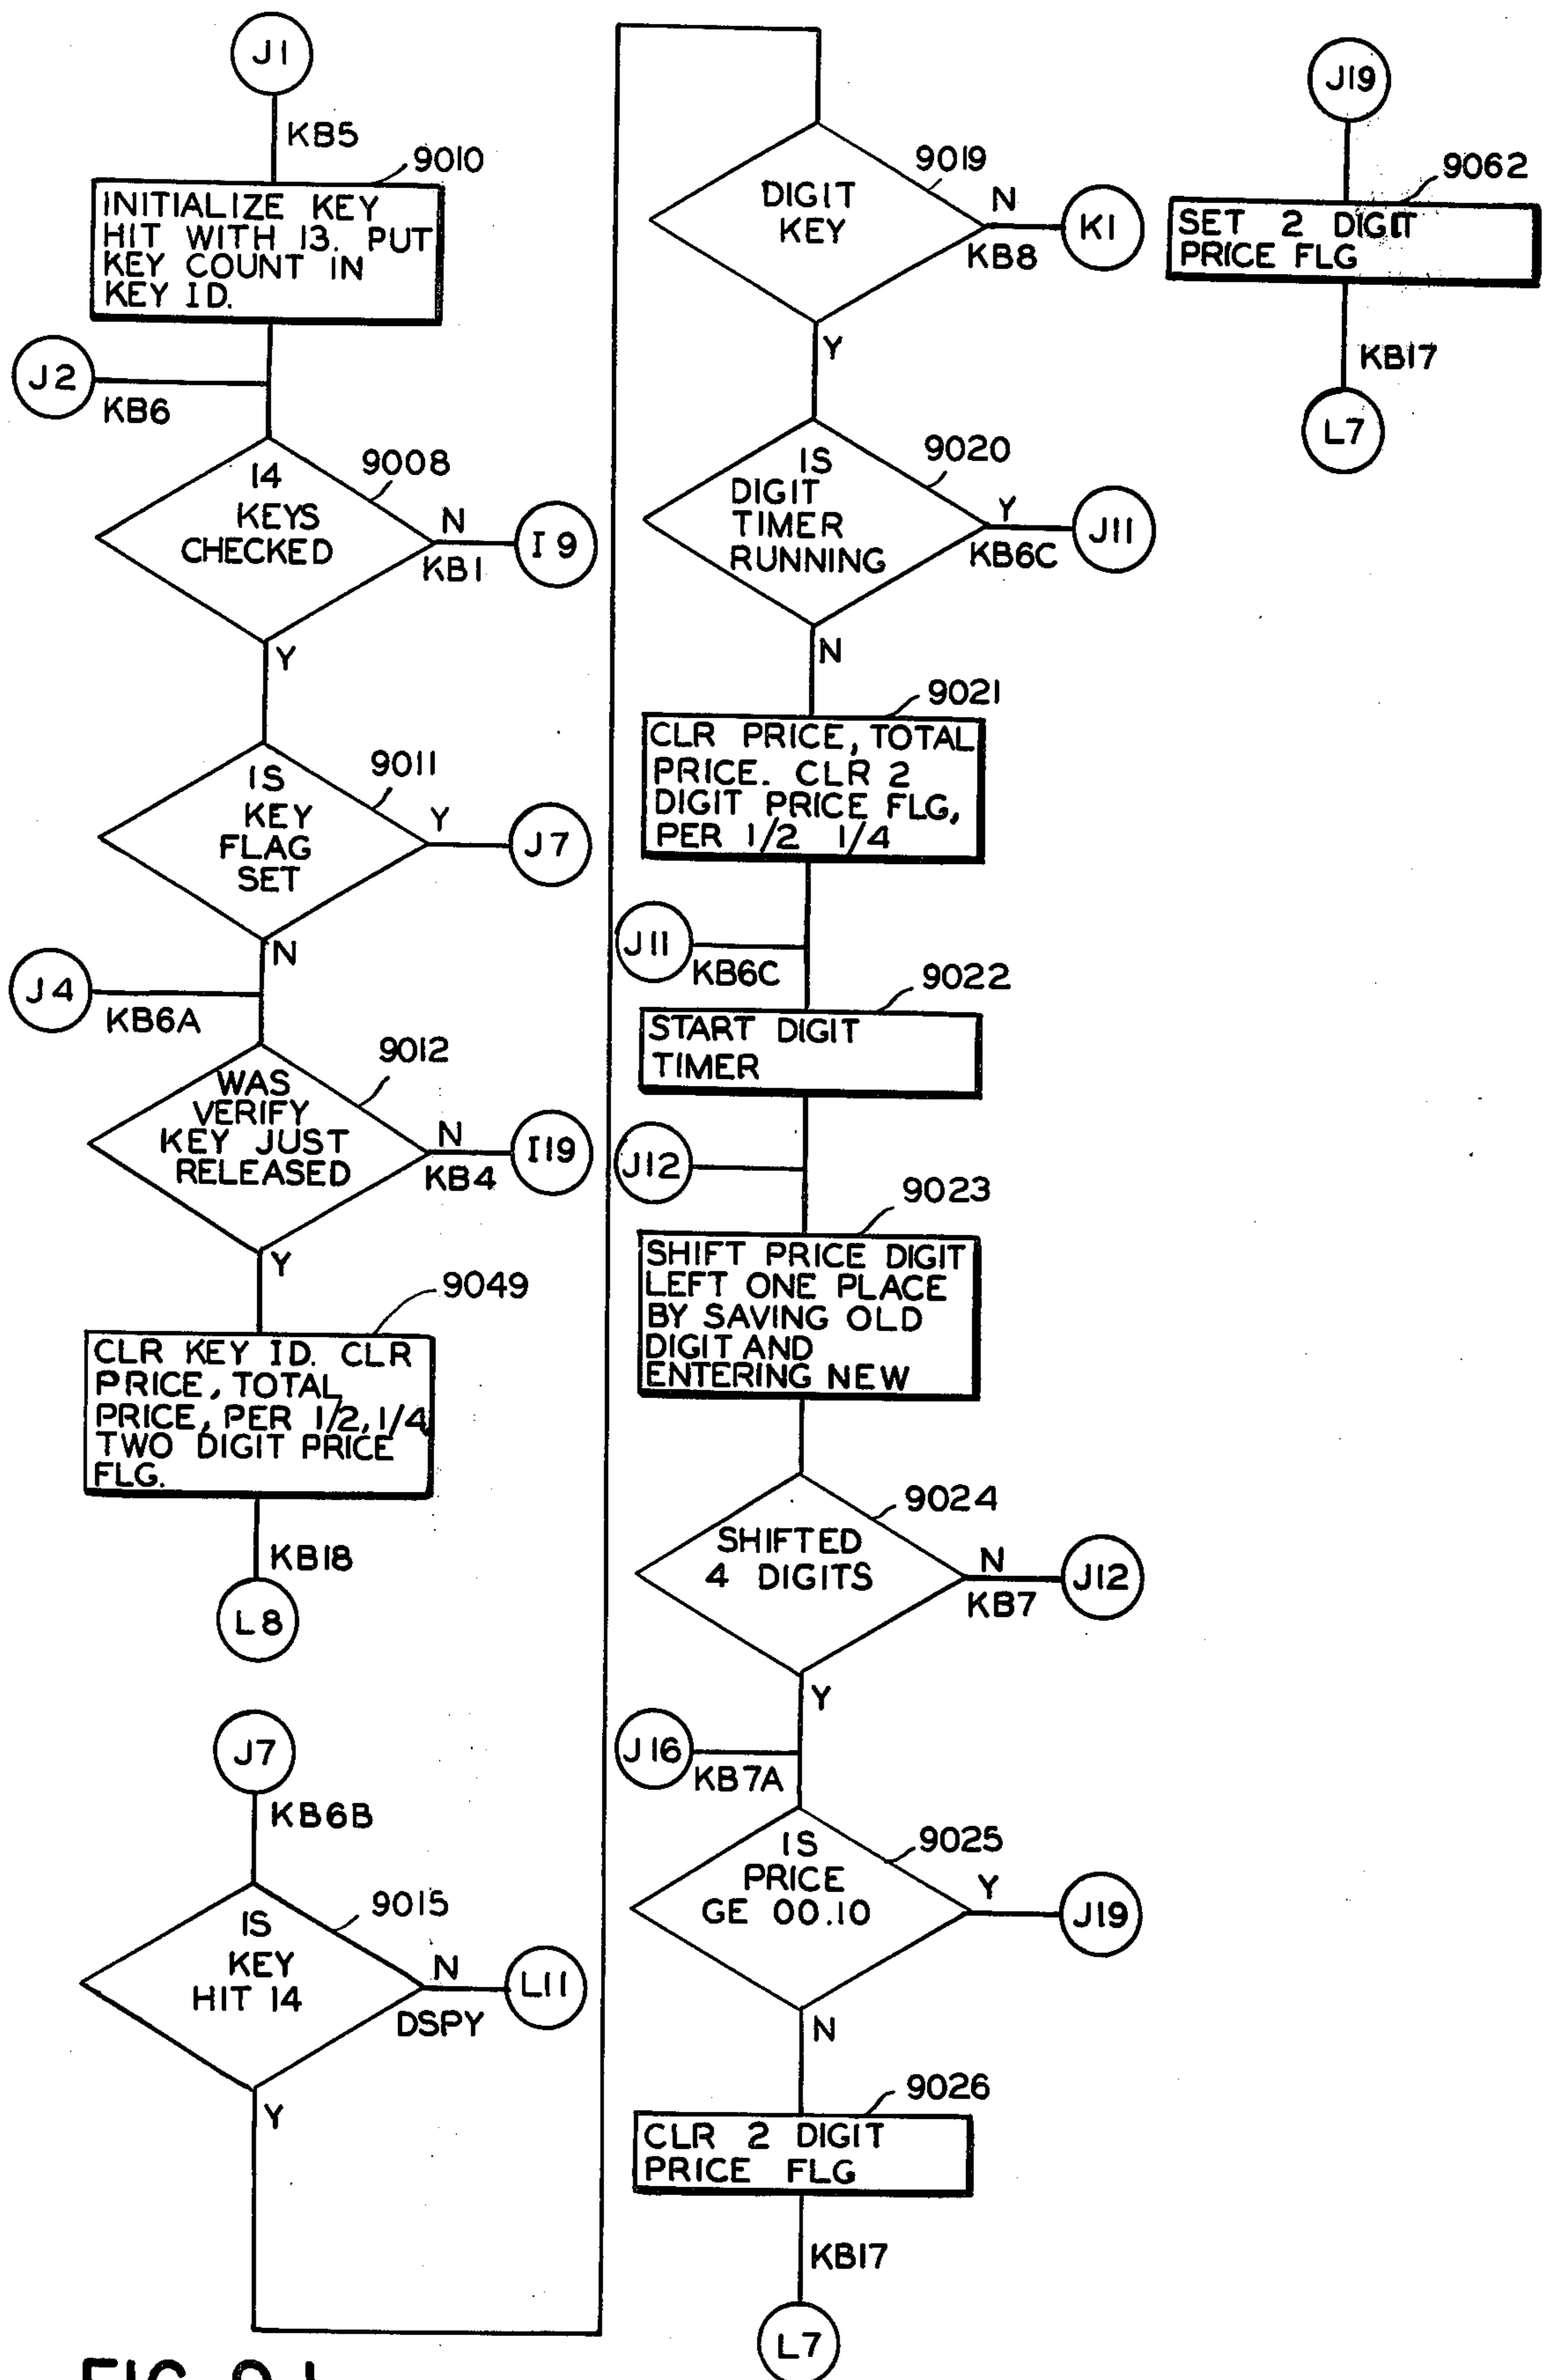 J1
KB5
9010
INITIALIZE KEY
HIT WITH 13. PUT
KEY COUNT IN
KEY ID.
J2
KB6
14
KEYS
CHECKED
9008
N
KB1
I9
Y
IS
KEY
FLAG
SET
9011
Y
J7
N
J4
KB6A
WAS
VERIFY
KEY JUST
RELEASED
9012
N
KB4
I19
Y
9049
CLR KEY ID. CLR
PRICE, TOTAL
PRICE, PER 1/2, 1/4
TWO DIGIT PRICE
FLG.
KB18
L8
J7
KB6B
IS
KEY
HIT 14
9015
N
DSPY
L11
Y
DIGIT
KEY
9019
N
KB8
K1
Y
IS
DIGIT
TIMER
RUNNING
9020
Y
KB6C
J11
N
9021
CLR PRICE, TOTAL
PRICE. CLR 2
DIGIT PRICE FLG,
PER 1/2 1/4
J11
KB6C
9022
START DIGIT
TIMER
J12
9023
SHIFT PRICE DIGIT
LEFT ONE PLACE
BY SAVING OLD
DIGIT AND
ENTERING NEW
SHIFTED
4 DIGITS
9024
N
KB7
J12
Y
J16
KB7A
IS
PRICE
GE 00.10
9025
Y
J19
N
9026
CLR 2 DIGIT
PRICE FLG
KB17
L7
J19
9062
SET 2 DIGIT
PRICE FLG
KB17
L7